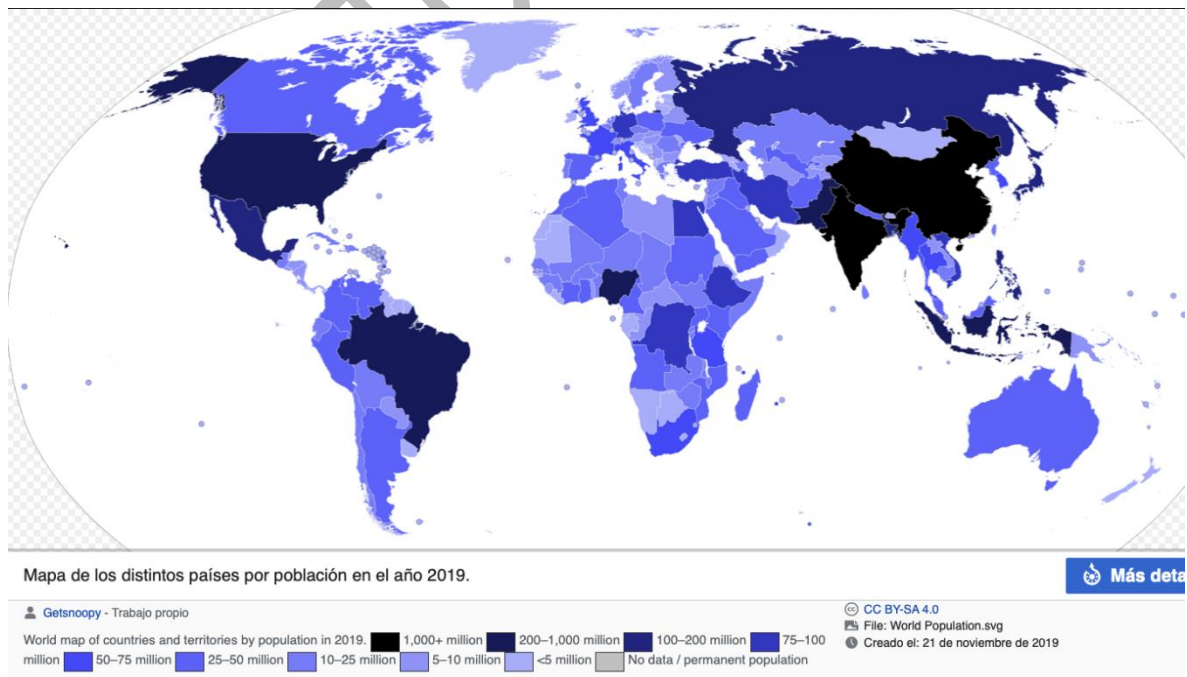 Mapa de los distintos países por población en el año 2019.
Más deta
Getsnoopy - Trabajo propio
World map of countries and territories by population in 2019. 1,000+ million 200–1,000 million 100–200 million 75–100
million 50–75 million 25–50 million 10–25 million 5–10 million <5 million No data / permanent population
CC BY-SA 4.0
File: World Population.svg
Creado el: 21 de noviembre de 2019